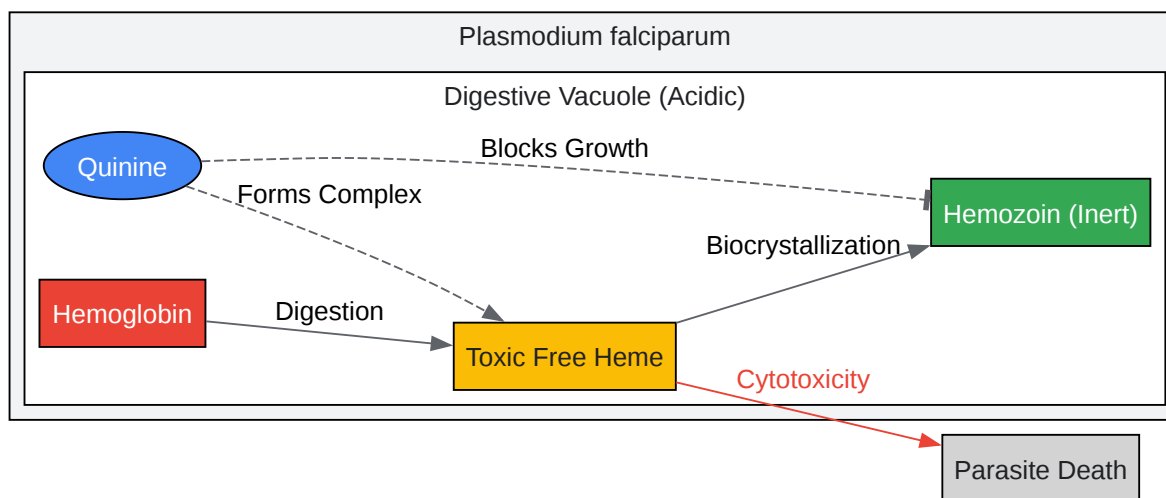 Plasmodium falciparum
Digestive Vacuole (Acidic)
Blocks Growth
Quinine
Forms Complex
Hemozoin (Inert)
Biocrystallization
Hemoglobin
Digestion
Toxic Free Heme
Cytotoxicity
Parasite Death